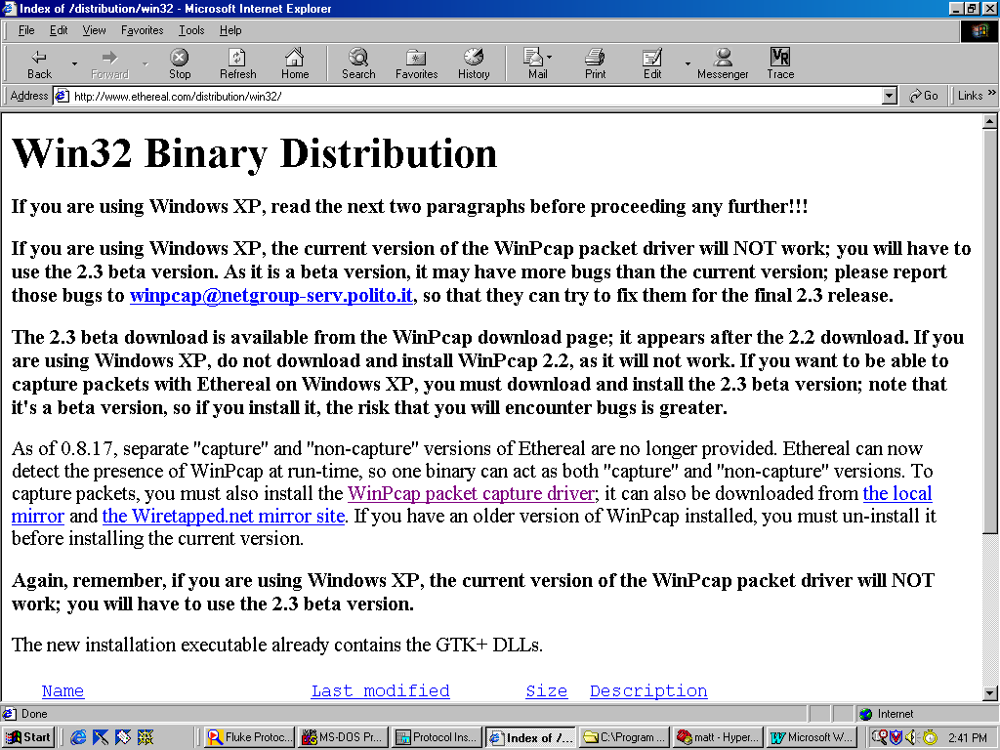 Index of /distribution/win32 - Microsoft Internet Explorer
File Edit View Favorites Tools Help
Back Forward Stop Refresh Home Search Favorites History Mail Print Edit Messenger VR Trace
Address http://www.ethereal.com/distribution/win32/ Go Links »
Win32 Binary Distribution
If you are using Windows XP, read the next two paragraphs before proceeding any further!!!
If you are using Windows XP, the current version of the WinPcap packet driver will NOT work; you will have to
use the 2.3 beta version. As it is a beta version, it may have more bugs than the current version; please report
those bugs to winpcap@netgroup-serv.polito.it, so that they can try to fix them for the final 2.3 release.
The 2.3 beta download is available from the WinPcap download page; it appears after the 2.2 download. If you
are using Windows XP, do not download and install WinPcap 2.2, as it will not work. If you want to be able to
capture packets with Ethereal on Windows XP, you must download and install the 2.3 beta version; note that
it's a beta version, so if you install it, the risk that you will encounter bugs is greater.
As of 0.8.17, separate "capture" and "non-capture" versions of Ethereal are no longer provided. Ethereal can now
detect the presence of WinPcap at run-time, so one binary can act as both "capture" and "non-capture" versions. To
capture packets, you must also install the WinPcap packet capture driver; it can also be downloaded from the local
mirror and the Wiretapped.net mirror site. If you have an older version of WinPcap installed, you must un-install it
before installing the current version.
Again, remember, if you are using Windows XP, the current version of the WinPcap packet driver will NOT
work; you will have to use the 2.3 beta version.
The new installation executable already contains the GTK+ DLLs.
Name Last modified Size Description
Done Internet
Start Fluke Protoc... MS-DOS Pr... Protocol Ins... Index of /... C:\Program ... matt - Hyper... Microsoft W... 2:41 PM